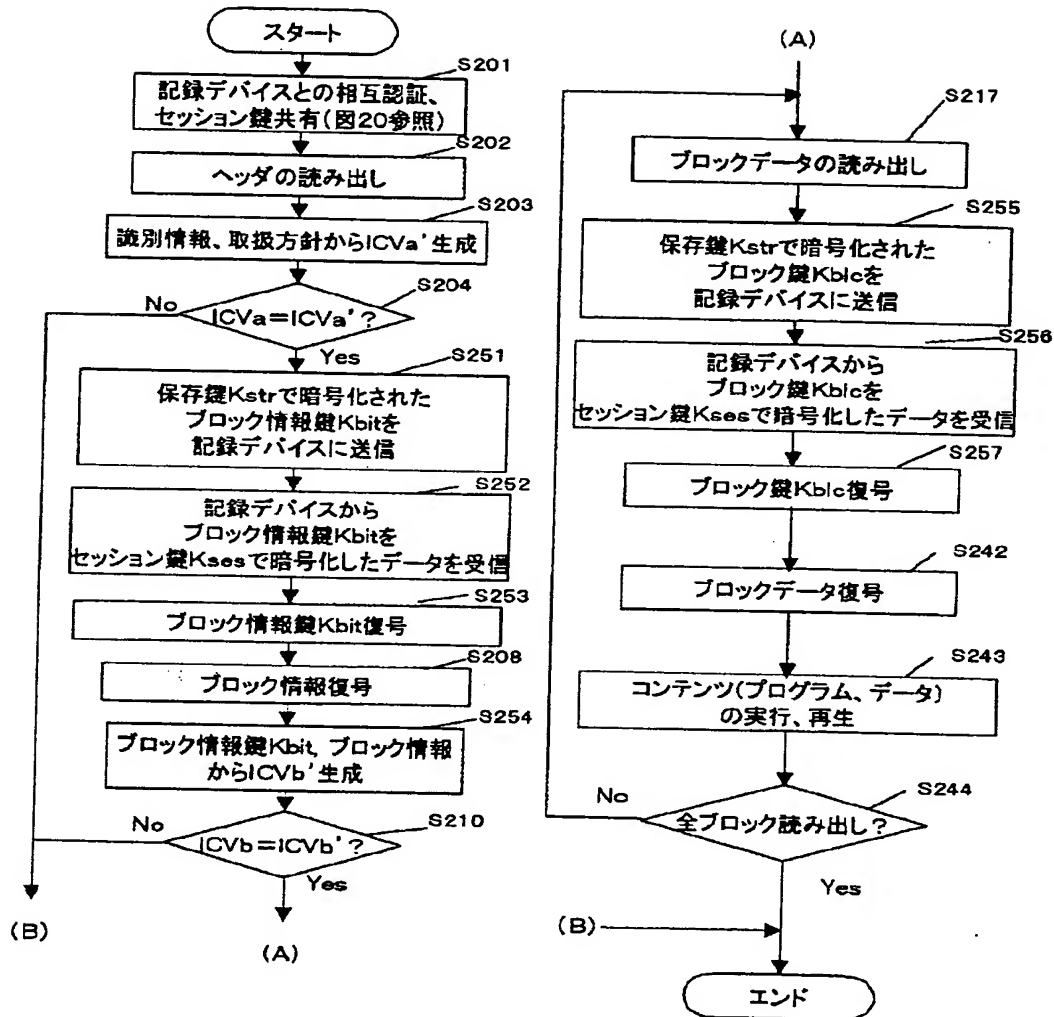 スタート
S201
記録デバイスとの相互認証、
セッション鍵共有(図20参照)
S202
ヘッダの読み出し
S203
識別情報、取扱方針からICVa'生成
S204
No
ICVa=ICVa'?
Yes
S251
保存鍵Kstrで暗号化された
ブロック情報鍵Kbitを
記録デバイスに送信
S252
記録デバイスから
ブロック情報鍵Kbitを
セッション鍵Ksesで暗号化したデータを受信
S253
ブロック情報鍵Kbit復号
S208
ブロック情報復号
S254
ブロック情報鍵Kbit,ブロック情報
からICVb'生成
S210
No
ICVb=ICVb'?
Yes
(B)
(A)
(A)
S217
ブロックデータの読み出し
S255
保存鍵Kstrで暗号化された
ブロック鍵Kblcを
記録デバイスに送信
S256
記録デバイスから
ブロック鍵Kblcを
セッション鍵Ksesで暗号化したデータを受信
S257
ブロック鍵Kblc復号
S242
ブロックデータ復号
S243
コンテンツ(プログラム、データ)
の実行、再生
S244
No
全ブロック読み出し?
Yes
(B)
エンド